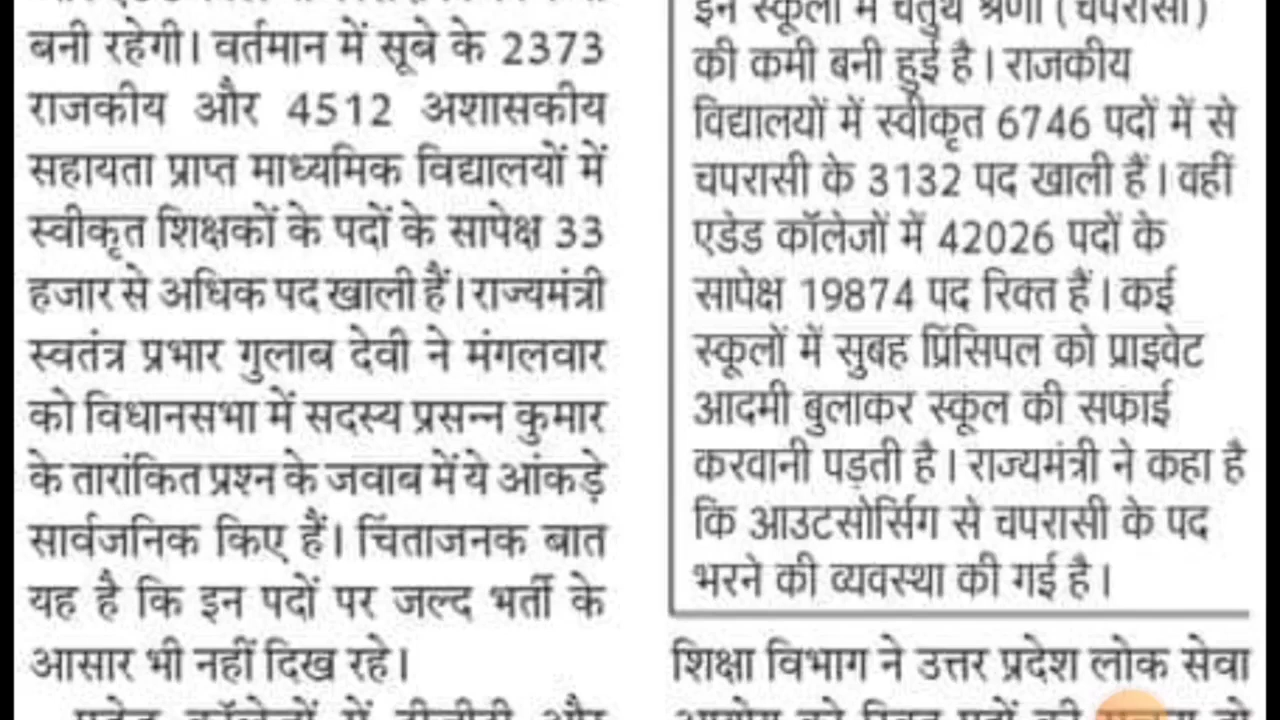 बनी रहेगी। वर्तमान में सूबे के 2373
राजकीय और 4512 अशासकीय
सहायता प्राप्त माध्यमिक विद्यालयों में
स्वीकृत शिक्षकों के पदों के सापेक्ष 33
हजार से अधिक पद खाली हैं। राज्यमंत्री
स्वतंत्र प्रभार गुलाब देवी ने मंगलवार
को विधानसभा में सदस्य प्रसन्न कुमार
के तारांकित प्रश्न के जवाब में ये आंकड़े
सार्वजनिक किए हैं। चिंताजनक बात
यह है कि इन पदों पर जल्द भर्ती के
आसार भी नहीं दिख रहे।
इन स्कूलों में चतुर्थ श्रेणी (चपरासी)
की कमी बनी हुई है। राजकीय
विद्यालयों में स्वीकृत 6746 पदों में से
चपरासी के 3132 पद खाली हैं। वहीं
एडेड कॉलेजों में 42026 पदों के
सापेक्ष 19874 पद रिक्त हैं। कई
स्कूलों में सुबह प्रिंसिपल को प्राइवेट
आदमी बुलाकर स्कूल की सफाई
करवानी पड़ती है। राज्यमंत्री ने कहा है
कि आउटसोर्सिंग से चपरासी के पद
भरने की व्यवस्था की गई है।
शिक्षा विभाग ने उत्तर प्रदेश लोक सेवा